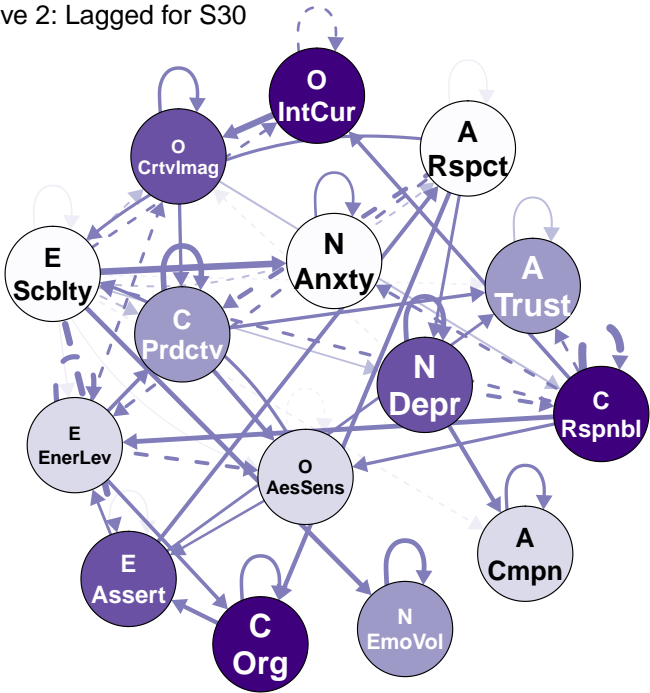 ve 2: Lagged for S30
O
IntCur
O
CrtvImag
A
Rspct
E
Scblty
N
Anxty
A
Trust
C
Prdctv
N
Depr
C
Rspnbl
E
EnerLev
O
AesSens
A
Cmpn
E
Assert
C
Org
N
EmoVol